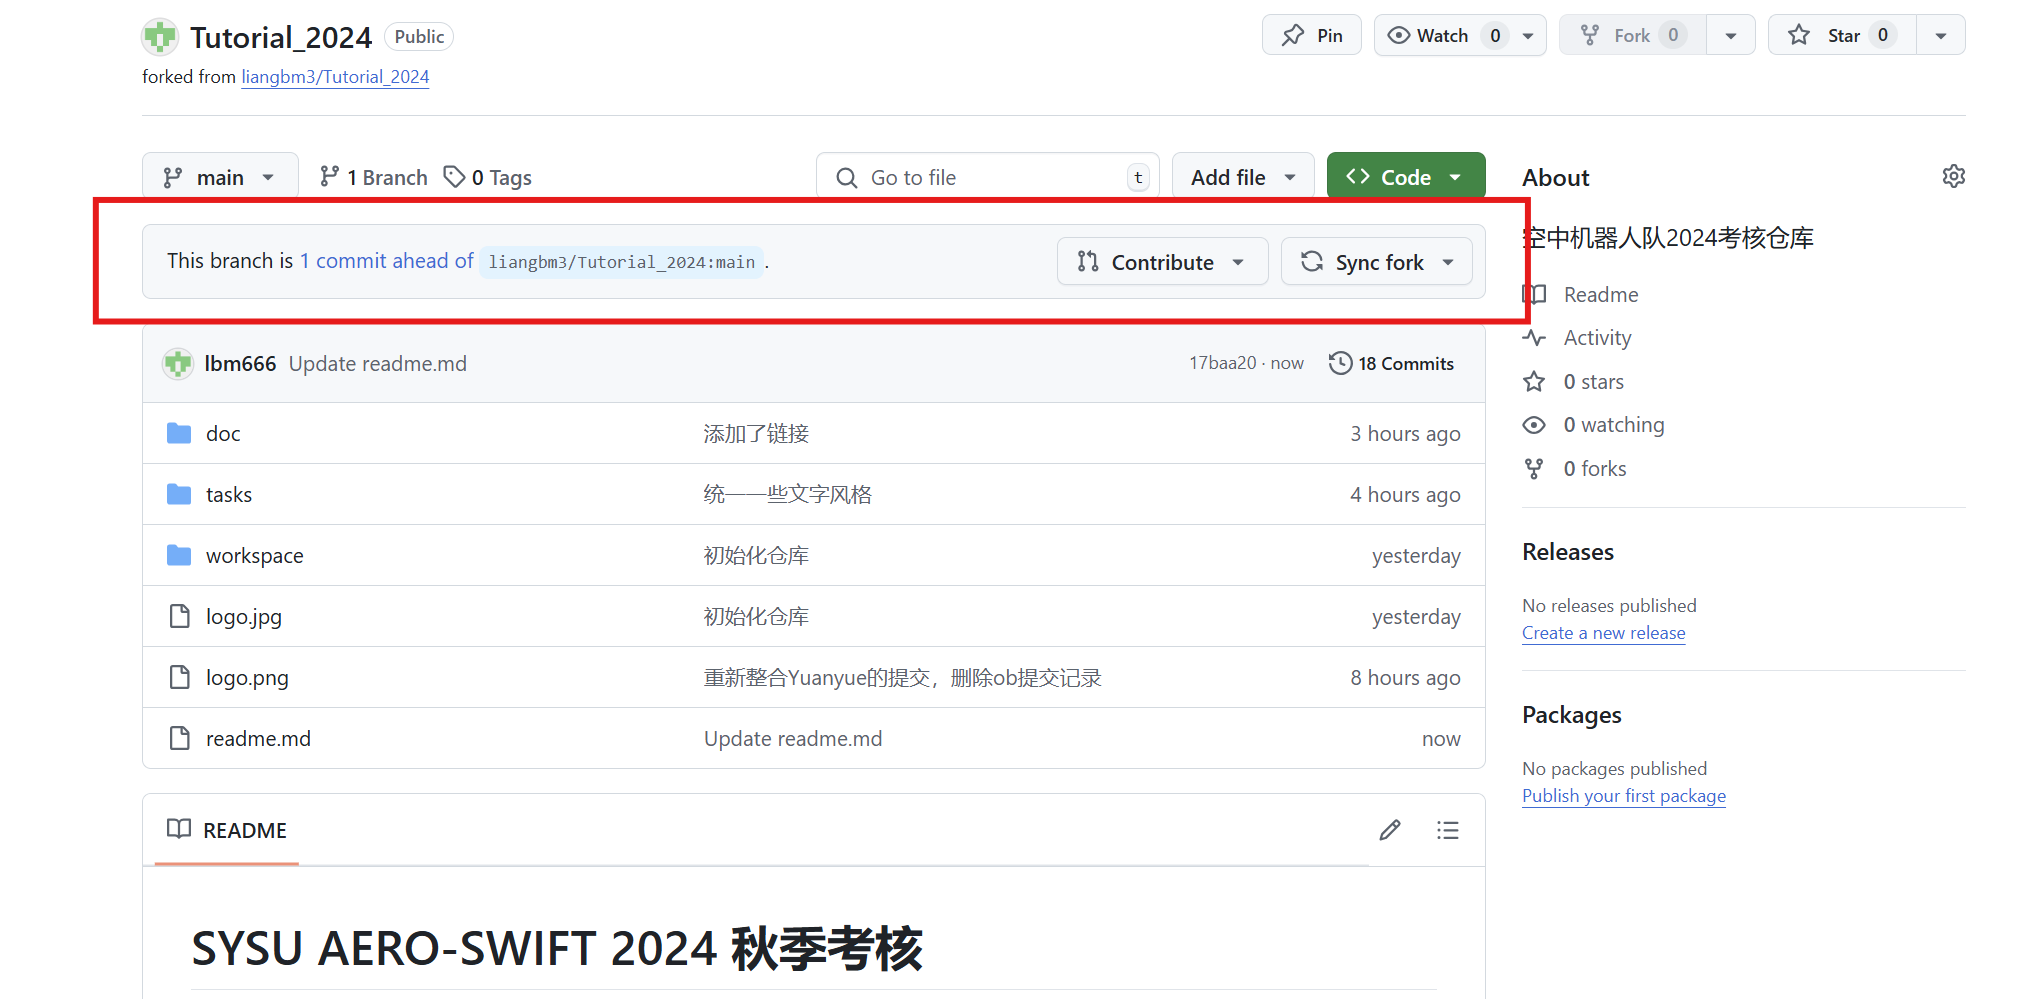 Tutorial_2024 Public Pin Watch 0 Fork 0 Star 0
forked from liangbm3/Tutorial_2024
main 1 Branch 0 Tags Go to file t Add file Code
This branch is 1 commit ahead of liangbm3/Tutorial_2024:main . Contribute Sync fork
lbm666 Update readme.md 17baa20 · now 18 Commits
doc 添加了链接 3 hours ago
tasks 统一一些文字风格 4 hours ago
workspace 初始化仓库 yesterday
logo.jpg 初始化仓库 yesterday
logo.png 重新整合Yuanyue的提交，删除ob提交记录 8 hours ago
readme.md Update readme.md now
README
SYSU AERO-SWIFT 2024 秋季考核
About
空中机器人队2024考核仓库
Readme
Activity
0 stars
0 watching
0 forks
Releases
No releases published
Create a new release
Packages
No packages published
Publish your first package